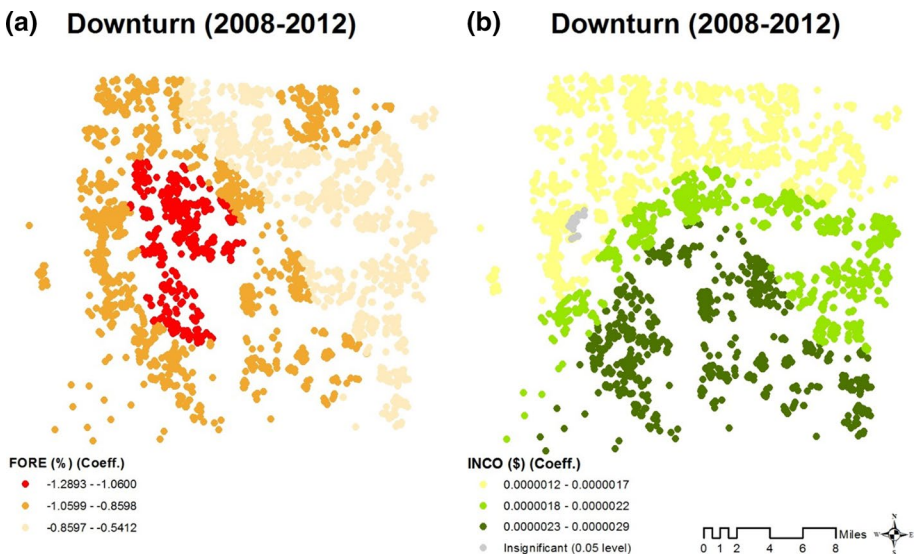 (a) Downturn (2008-2012)
FORE (%) (Coeff.)
-1.2893 - -1.0600
-1.0599 - -0.8598
-0.8597 - -0.5412
(b) Downturn (2008-2012)
INCO ($) (Coeff.)
0.0000012 - 0.0000017
0.0000018 - 0.0000022
0.0000023 - 0.0000029
Insignificant (0.05 level)
Miles
0 1 2 4 6 8
N
W E
S